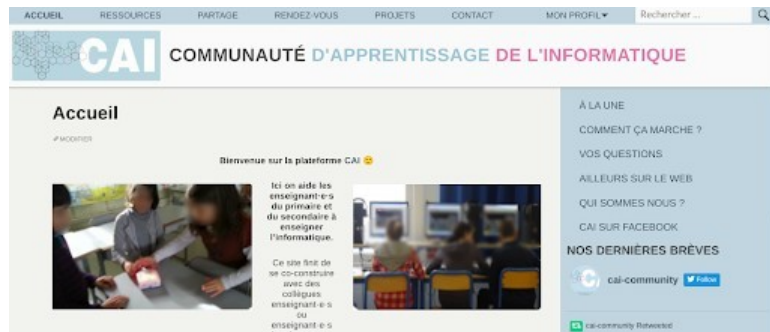 ACCUEIL RESSOURCES PARTAGE RENDEZ-VOUS PROJETS CONTACT MON PROFIL▾ Rechercher ...
CAI COMMUNAUTÉ D'APPRENTISSAGE DE L'INFORMATIQUE
Accueil
MODIFIER
Bienvenue sur la plateforme CAI 🙂
Ici on aide les
enseignant·e·s
du primaire et
du secondaire à
enseigner
l'informatique.
Ce site finit de
se co-construire
avec des
collègues
enseignant·e·s
ou
enseignant·e·s
À LA UNE
COMMENT ÇA MARCHE ?
VOS QUESTIONS
AILLEURS SUR LE WEB
QUI SOMMES NOUS ?
CAI SUR FACEBOOK
NOS DERNIÈRES BRÈVES
cai-community Follow
cai-community Retweeted